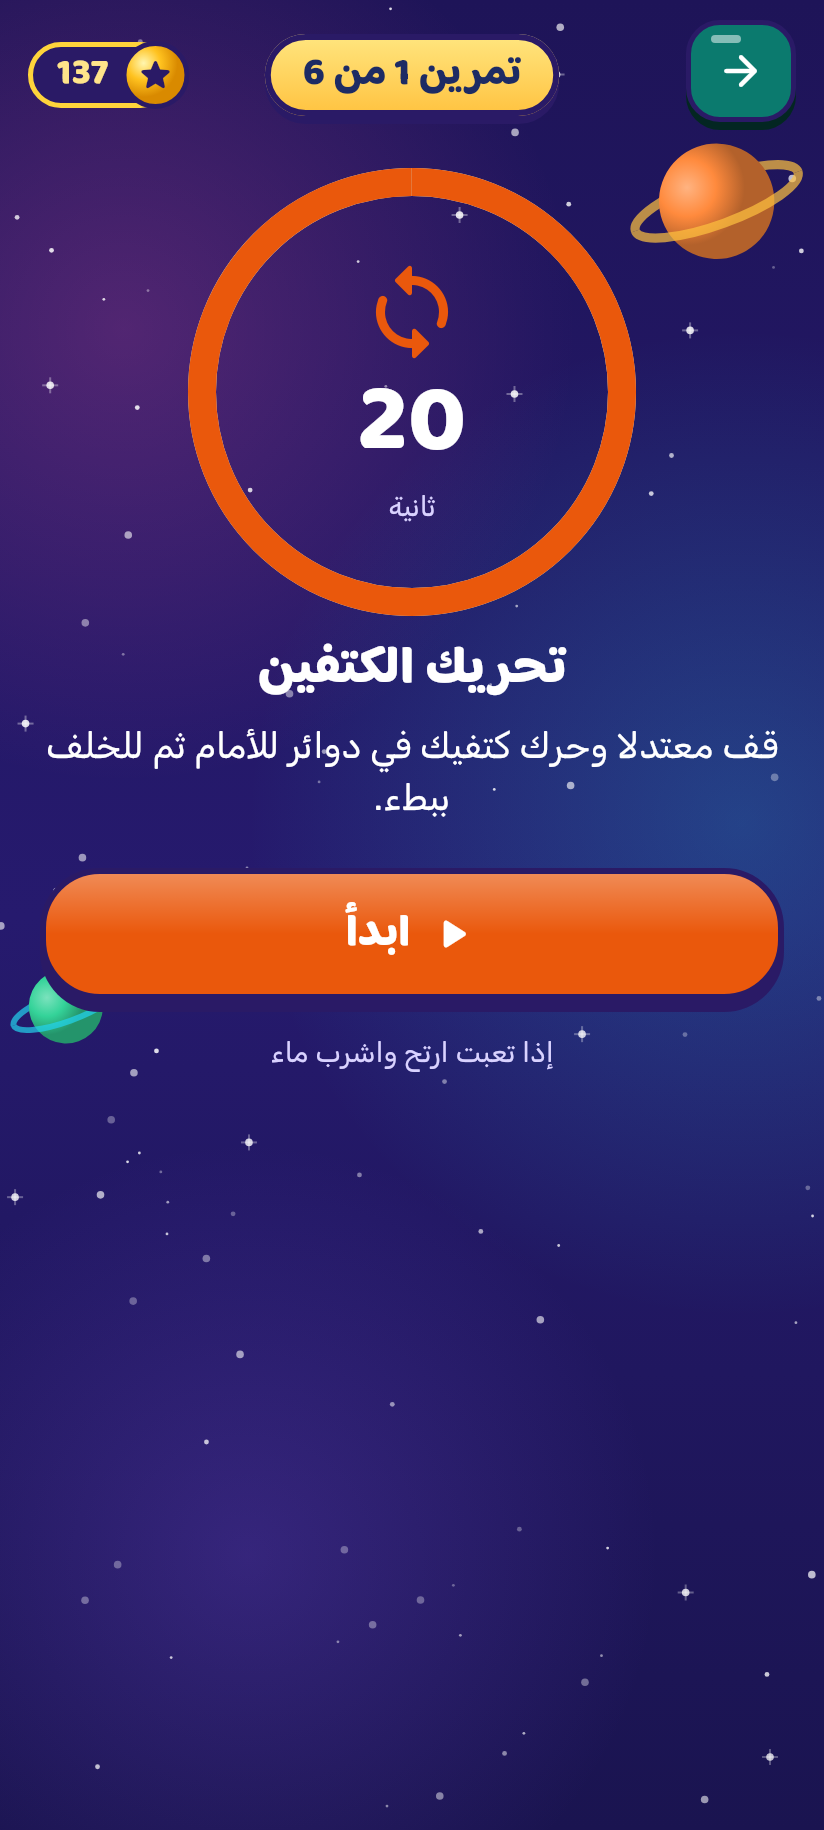 تمرين 1 من 6
137
20
ثانية
تحريك الكتفين
قف معتدلا وحرك كتفيك في دوائر للأمام ثم للخلف
ببطء.
ابدأ
إذا تعبت ارتح واشرب ماء